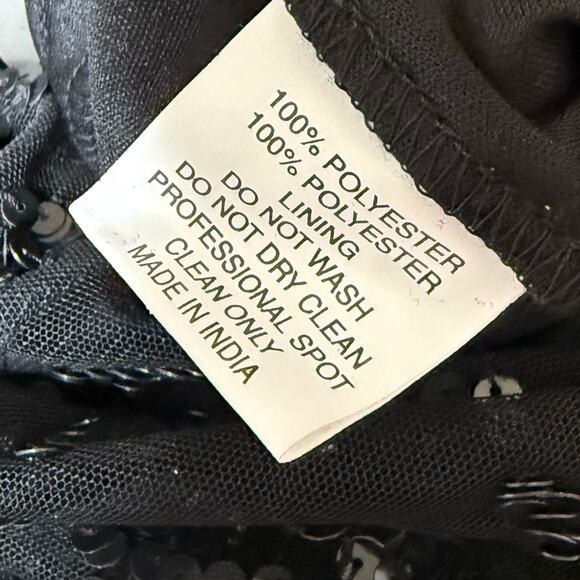 100% POLYESTER
100% POLYESTER
LINING
DO NOT WASH
DO NOT DRY CLEAN
PROFESSIONAL SPOT
CLEAN ONLY
MADE IN INDIA